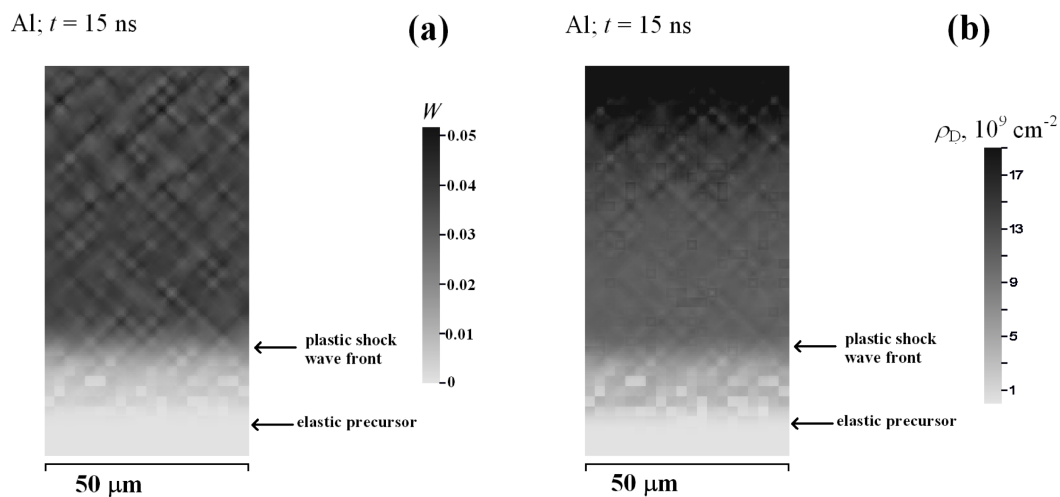 Al; t = 15 ns
(a)
W
0.05
0.04
0.03
0.02
0.01
0
plastic shock
wave front
elastic precursor
50 μm
Al; t = 15 ns
(b)
ρD, 10⁹ cm⁻²
17
13
9
5
1
plastic shock
wave front
elastic precursor
50 μm